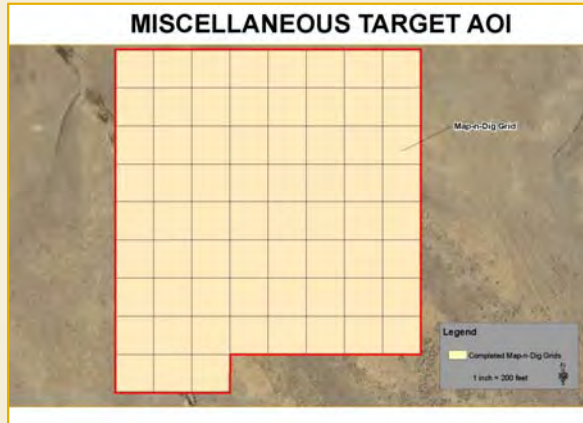 MISCELLANEOUS TARGET AOI
Map-n-Dig Grid
Legend
Completed Map-n-Dig Grids
N
1 inch = 200 feet